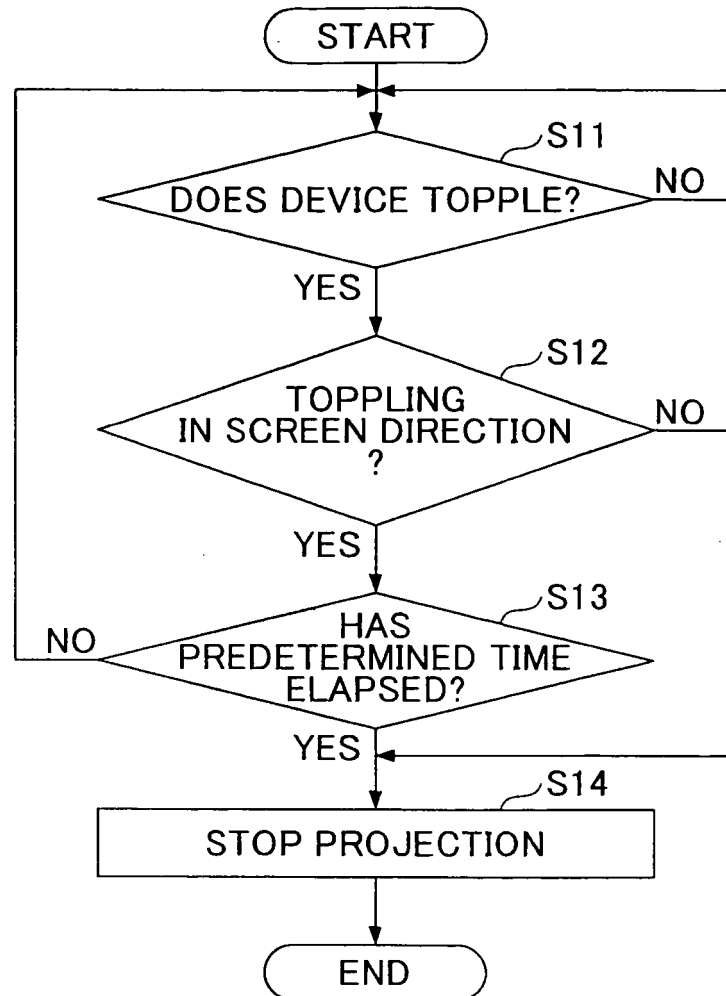 START
S11
DOES DEVICE TOPPLE?
NO
YES
S12
TOPPLING
IN SCREEN DIRECTION
?
NO
YES
S13
HAS
PREDETERMINED TIME
ELAPSED?
NO
YES
S14
STOP PROJECTION
END